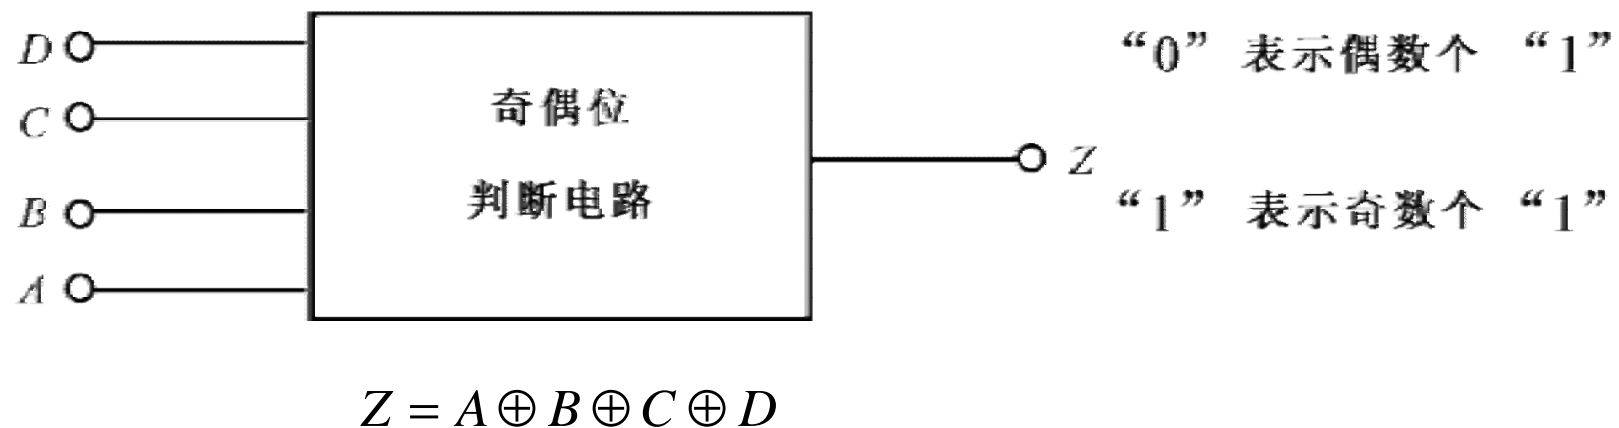 D
“0”表示偶数个“1”
奇偶位
C
Z
判断电路
B
“1”表示奇数个“1”
A
Z = A ⊕ B ⊕ C ⊕ D